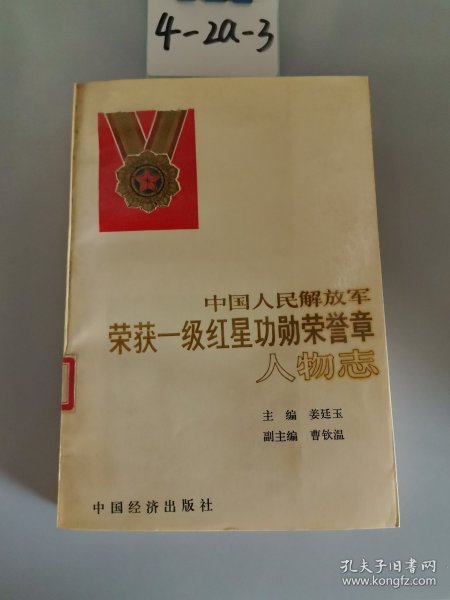 4-2a-3
中国人民解放军
荣获一级红星功勋荣誉章
人物志
主 编 姜廷玉
副主编 曹钦温
中国经济出版社
孔夫子旧书网
www.kongfz.com